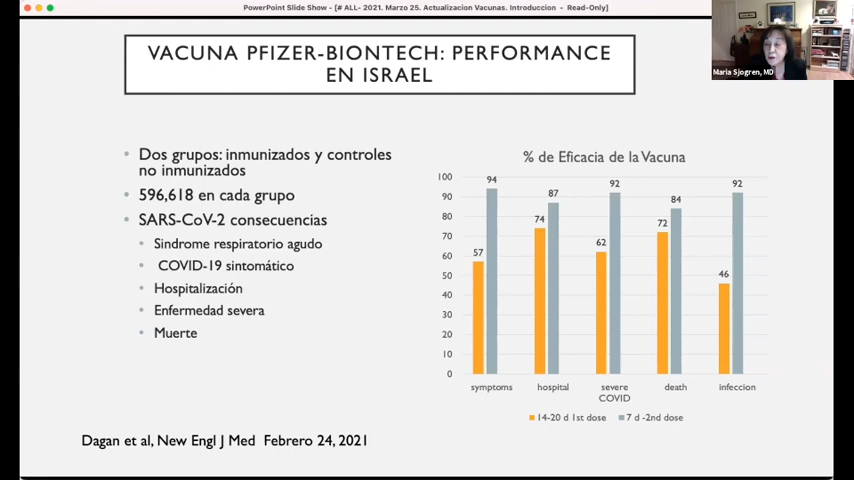 PowerPoint Slide Show - [# ALL- 2021. Marzo 25. Actualizacion Vacunas. Introduccion - Read-Only]
Maria Sjogren, MD
VACUNA PFIZER-BIONTECH: PERFORMANCE
EN ISRAEL
• Dos grupos: inmunizados y controles
no inmunizados
• 596,618 en cada grupo
• SARS-CoV-2 consecuencias
• Sindrome respiratorio agudo
• COVID-19 sintomático
• Hospitalización
• Enfermedad severa
• Muerte
% de Eficacia de la Vacuna
100
90
80
70
60
50
40
30
20
10
0
57
94
74
87
62
92
72
84
46
92
symptoms
hospital
severe
COVID
death
infeccion
14-20 d 1st dose
7 d -2nd dose
Dagan et al, New Engl J Med Febrero 24, 2021